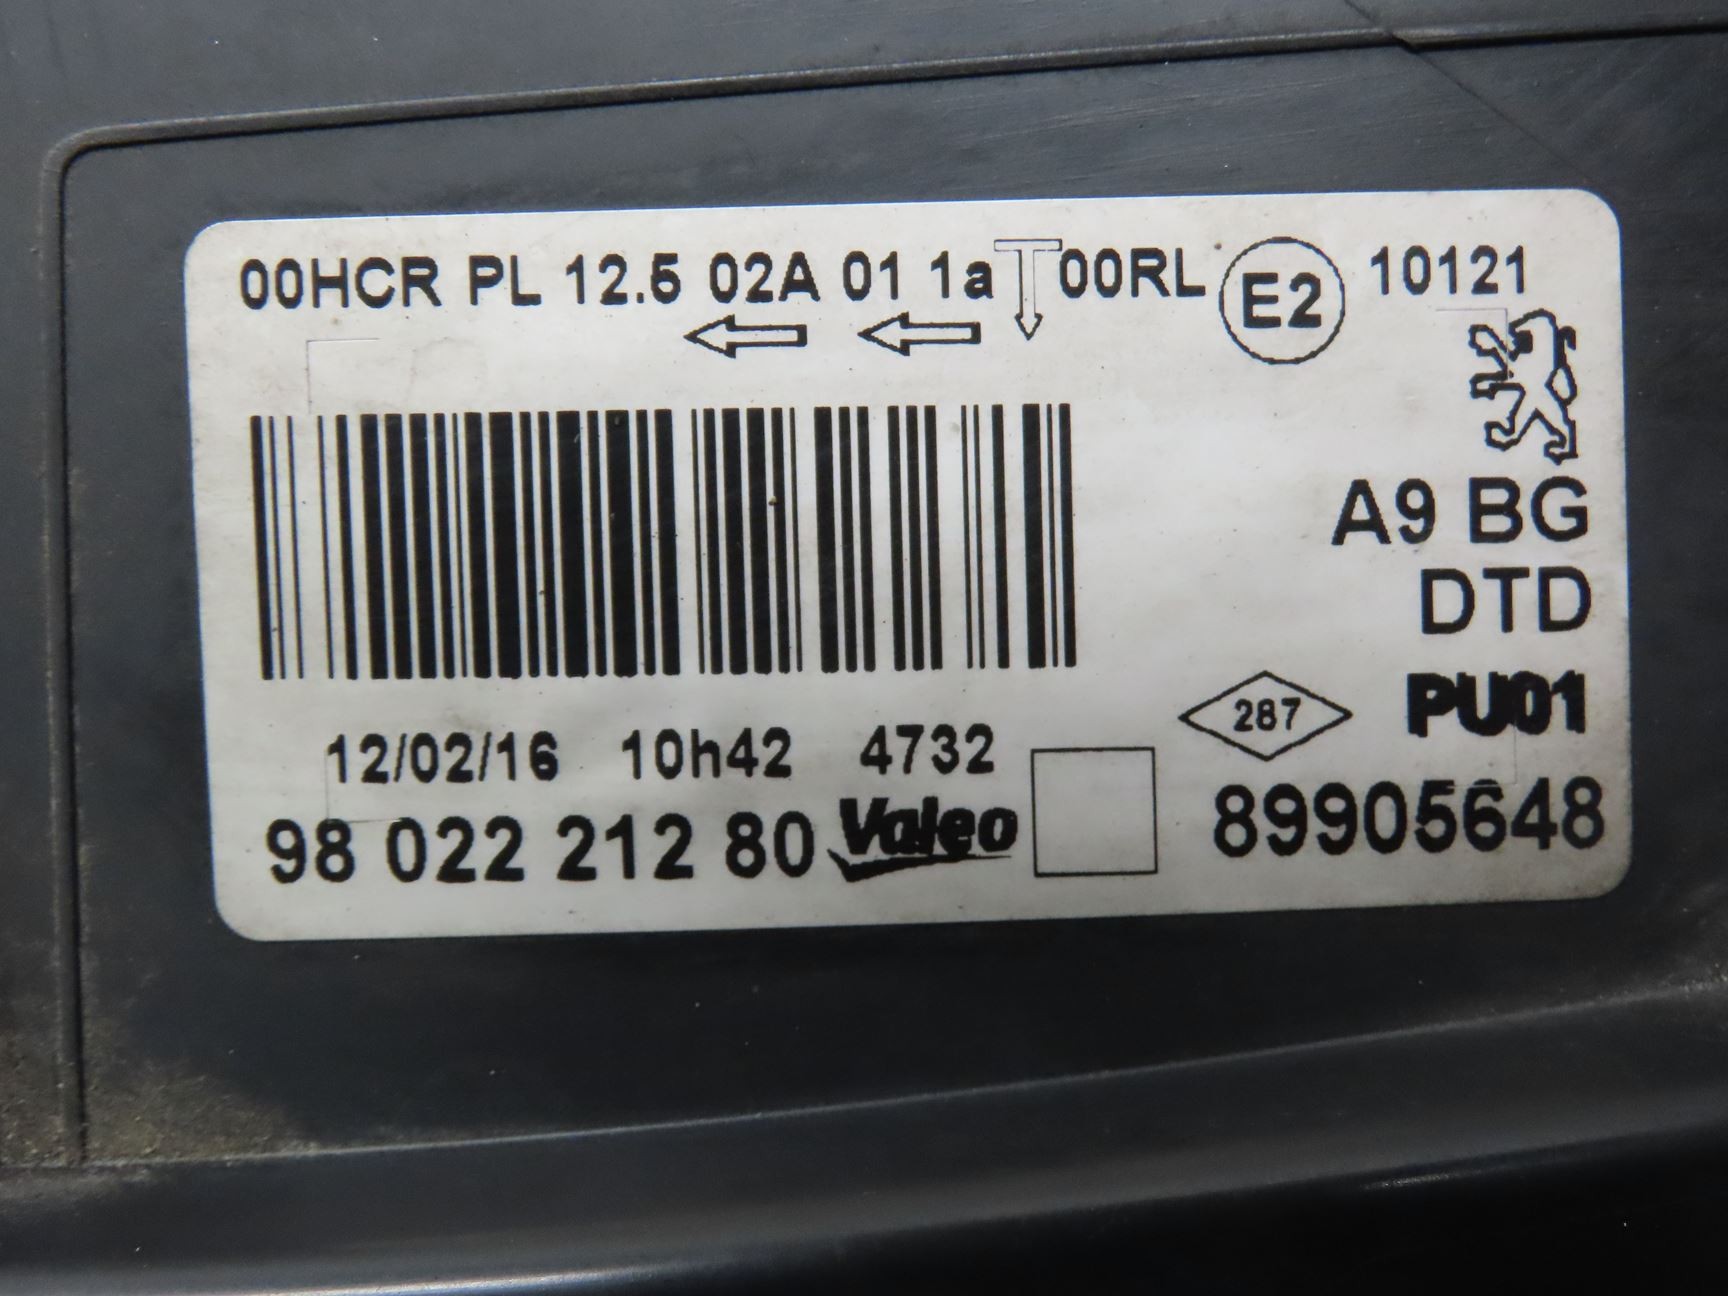 00HCR PL 12.5 02A 01 1a 00RL E2 10121
A9 BG
DTD
287 PU01
12/02/16 10h42 4732
98 022 212 80 Valeo 89905648